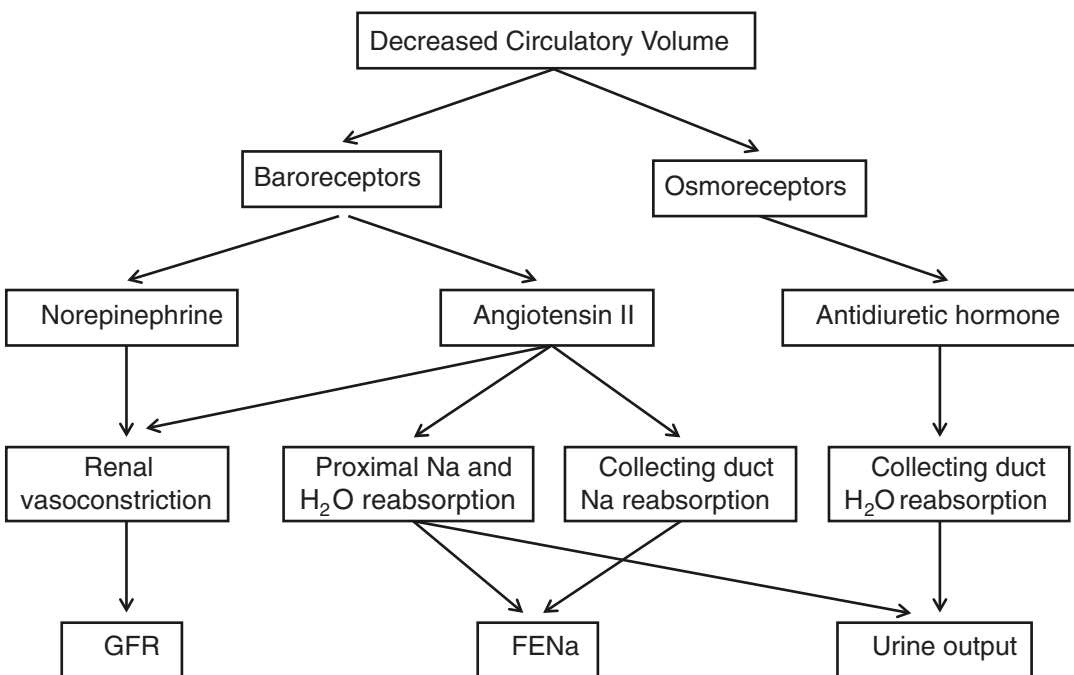 Decreased Circulatory Volume
Baroreceptors
Osmoreceptors
Norepinephrine
Angiotensin II
Antidiuretic hormone
Renal
vasoconstriction
Proximal Na and
H₂O reabsorption
Collecting duct
Na reabsorption
Collecting duct
H₂O reabsorption
GFR
FENa
Urine output